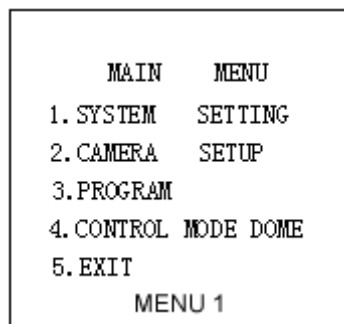 MAIN MENU
1. SYSTEM SETTING
2. CAMERA SETUP
3. PROGRAM
4. CONTROL MODE DOME
5. EXIT
MENU 1